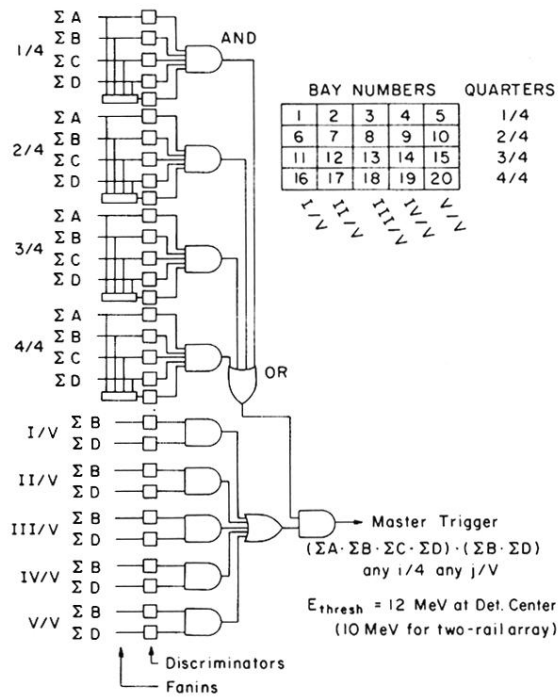 Σ A
1/4 Σ B
Σ C
Σ D
AND
Σ A
2/4 Σ B
Σ C
Σ D
Σ A
3/4 Σ B
Σ C
Σ D
Σ A
4/4 Σ B
Σ C
Σ D
OR
BAY NUMBERS QUARTERS
1 2 3 4 5 1/4
6 7 8 9 10 2/4
11 12 13 14 15 3/4
16 17 18 19 20 4/4
I/V II/V III/V IV/V V/V
I/V Σ B
Σ D
II/V Σ B
Σ D
III/V Σ B
Σ D
IV/V Σ B
Σ D
V/V Σ B
Σ D
Master Trigger
(ΣA·ΣB·ΣC·ΣD)·(ΣB·ΣD)
any i/4 any j/V
Ethresh = 12 MeV at Det. Center
(10 MeV for two-rail array)
Discriminators
Fanins